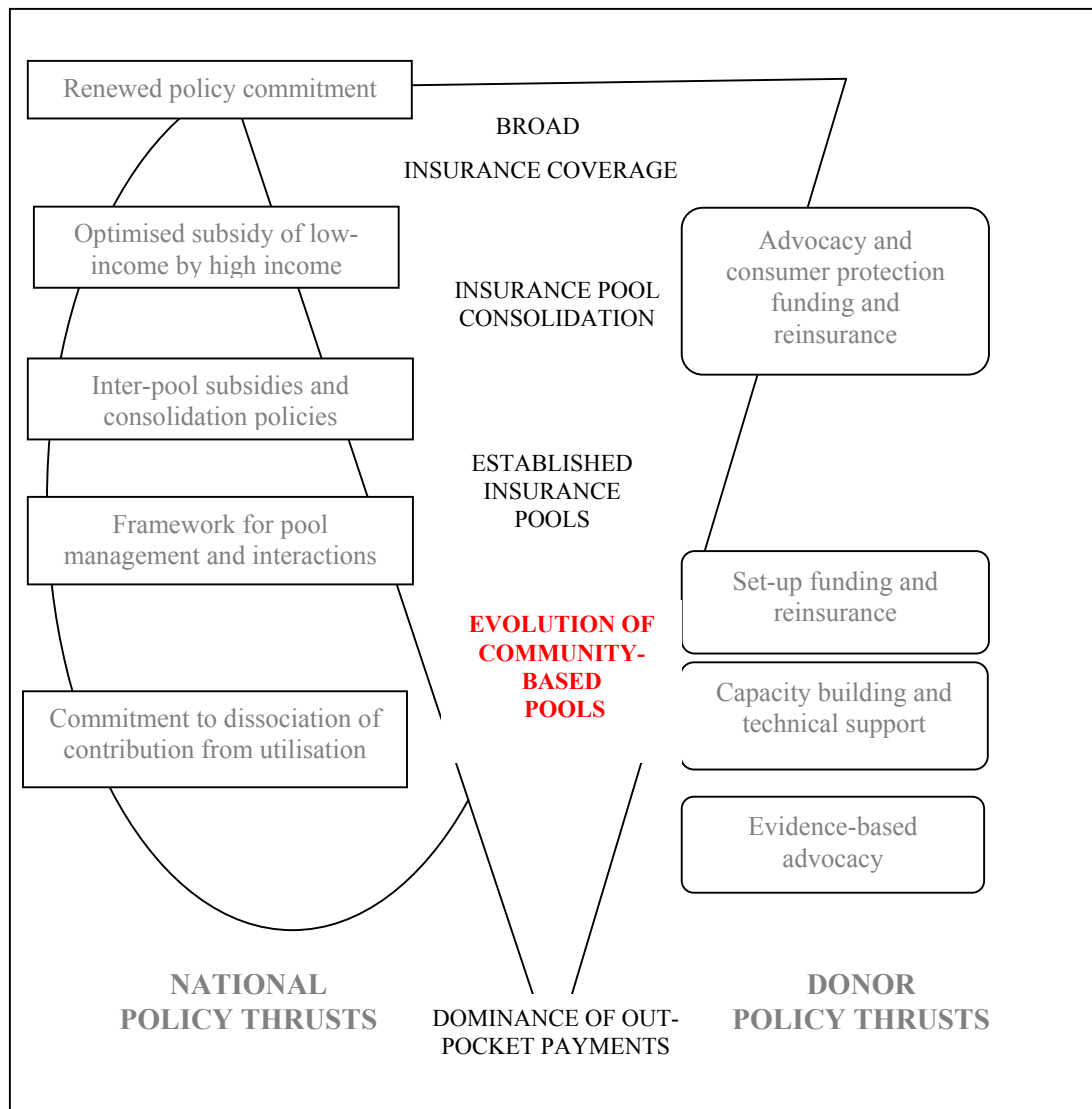 Renewed policy commitment
BROAD
INSURANCE COVERAGE
Optimised subsidy of low-
income by high income
Advocacy and
consumer protection
funding and
reinsurance
INSURANCE POOL
CONSOLIDATION
Inter-pool subsidies and
consolidation policies
ESTABLISHED
INSURANCE
POOLS
Framework for pool
management and interactions
Set-up funding and
reinsurance
EVOLUTION OF
COMMUNITY-
BASED
POOLS
Capacity building and
technical support
Commitment to dissociation of
contribution from utilisation
Evidence-based
advocacy
NATIONAL
POLICY THRUSTS
DOMINANCE OF OUT-
POCKET PAYMENTS
DONOR
POLICY THRUSTS